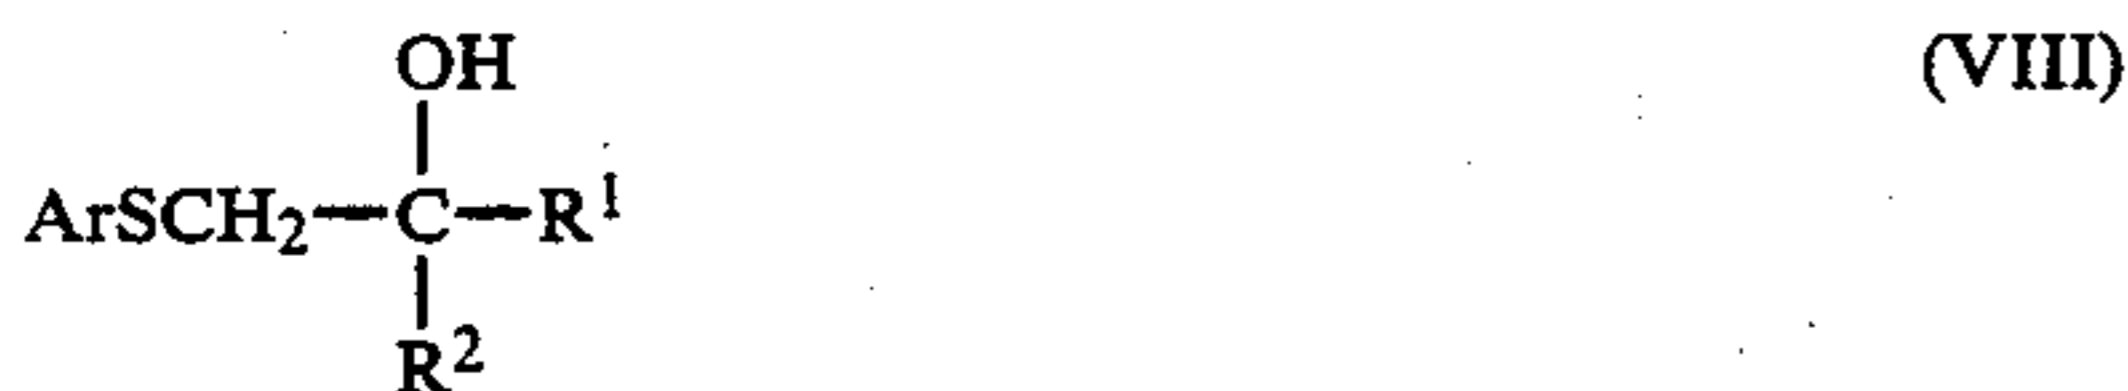 OH (VIII)
ArSCH₂—C—R¹
R²